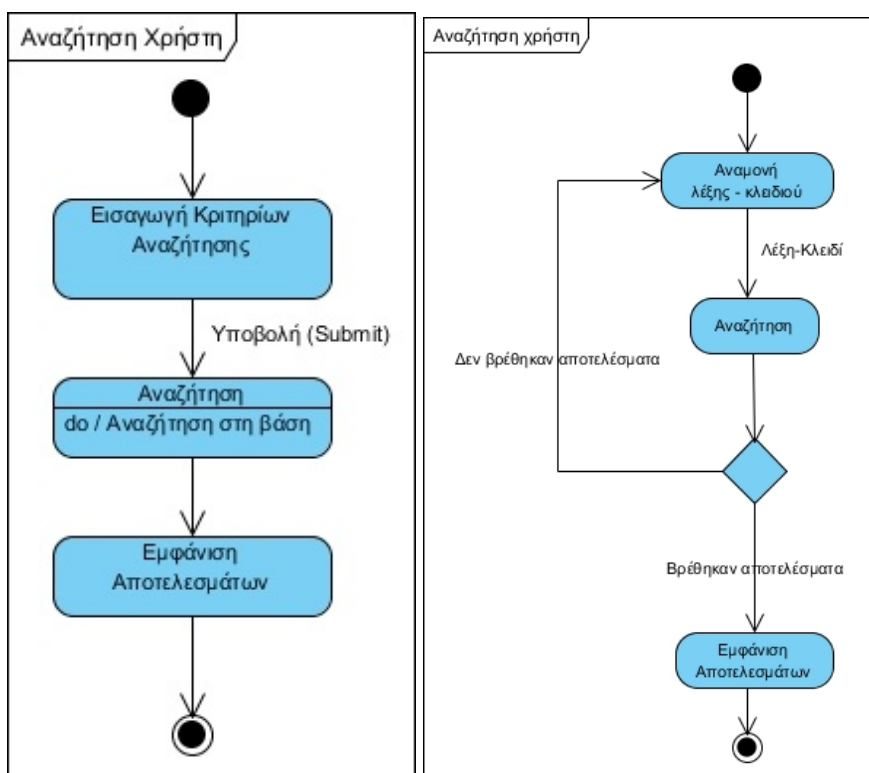 Αναζήτηση Χρήστη
Εισαγωγή Κριτηρίων
Αναζήτησης
Υποβολή (Submit)
Αναζήτηση
do / Αναζήτηση στη βάση
Εμφάνιση
Αποτελεσμάτων
Αναζήτηση χρήστη
Αναμονή
λέξης - κλειδιού
Λέξη-Κλειδί
Αναζήτηση
Δεν βρέθηκαν αποτελέσματα
Βρέθηκαν αποτελέσματα
Εμφάνιση
Αποτελεσμάτων